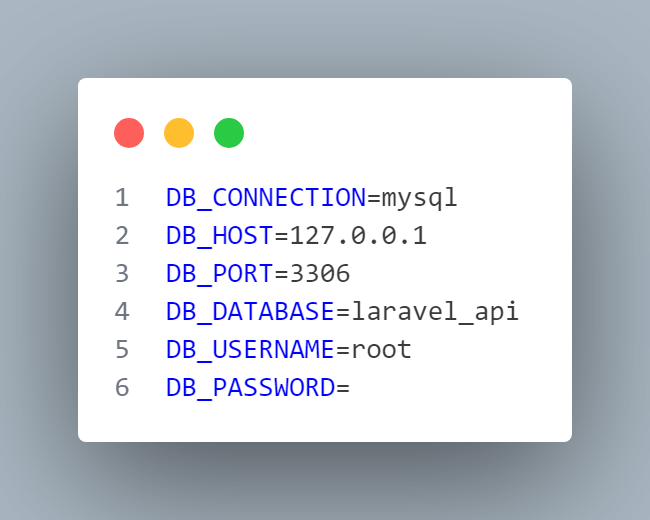 1 DB_CONNECTION=mysql
2 DB_HOST=127.0.0.1
3 DB_PORT=3306
4 DB_DATABASE=laravel_api
5 DB_USERNAME=root
6 DB_PASSWORD=